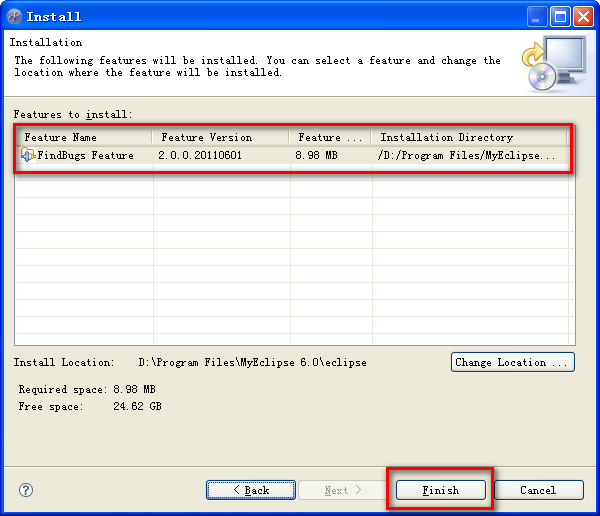 Install
Installation
The following features will be installed. You can select a feature and change the
location where the feature will be installed.
Features to install:
Feature Name Feature Version Feature ... Installation Directory
FindBugs Feature 2.0.0.20110601 8.98 MB /D:/Program Files/MyEclipse...
Install Location: D:\Program Files\MyEclipse 6.0\eclipse Change Location ...
Required space: 8.98 MB
Free space: 24.62 GB
? < Back Next > Finish Cancel